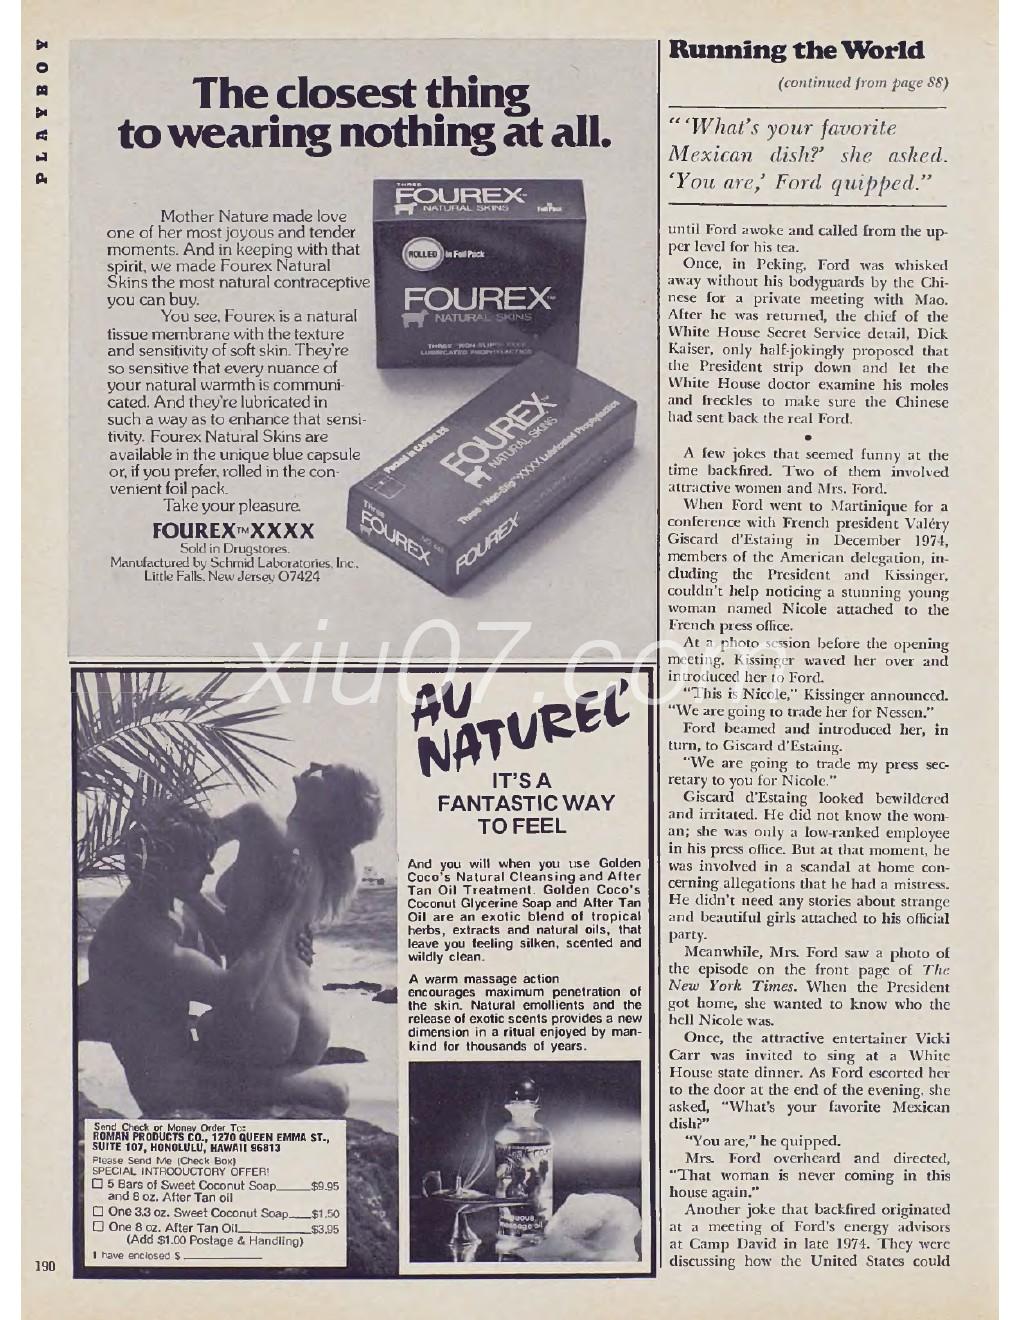 PLAYBOY
The closest thing
to wearing nothing at all.
Mother Nature made love
one of her most joyous and tender
moments. And in keeping with that
spirit, we made Fourex Natural
Skins the most natural contraceptive
you can buy.
You see, Fourex is a natural
tissue membrane with the texture
and sensitivity of soft skin. They're
so sensitive that every nuance of
your natural warmth is communi-
cated. And they're lubricated in
such a way as to enhance that sensi-
tivity. Fourex Natural Skins are
available in the unique blue capsule
or, if you prefer, rolled in the con-
venient foil pack.
Take your pleasure.
FOUREX™XXXX
Sold in Drugstores.
Manufactured by Schmid Laboratories, Inc.,
Little Falls, New Jersey 07424
THREE
FOUREX™
NATURAL SKINS
Foil Pack
ROLLED in Foil Pack
FOUREX™
NATURAL SKINS
THREE "NON-SLIP" XXXX
LUBRICATED PROPHYLACTICS
Packed in CAPSULES
FOUREX
NATURAL SKINS
Three "Non-Slip" XXXX Lubricated Prophylactics
Three
FOUREX
FOUREX
xiu07.com
AU
NATUREL'
IT'S A
FANTASTIC WAY
TO FEEL
And you will when you use Golden
Coco's Natural Cleansing and After
Tan Oil Treatment. Golden Coco's
Coconut Glycerine Soap and After Tan
Oil are an exotic blend of tropical
herbs, extracts and natural oils, that
leave you feeling silken, scented and
wildly clean.
A warm massage action
encourages maximum penetration of
the skin. Natural emollients and the
release of exotic scents provides a new
dimension in a ritual enjoyed by man-
kind for thousands of years.
Send Check or Money Order To:
ROMAN PRODUCTS CO., 1270 QUEEN EMMA ST.,
SUITE 107, HONOLULU, HAWAII 96813
Please Send Me (Check Box)
SPECIAL INTRODUCTORY OFFER!
☐ 5 Bars of Sweet Coconut Soap____$9.95
and 8 oz. After Tan oil
☐ One 3.3 oz. Sweet Coconut Soap___$1.50
☐ One 8 oz. After Tan Oil__________$3.95
(Add $1.00 Postage & Handling)
I have enclosed $ __________
massage oil
190
Running the World
(continued from page 88)
"'What's your favorite
Mexican dish?' she asked.
'You are,' Ford quipped."
until Ford awoke and called from the up-
per level for his tea.
Once, in Peking, Ford was whisked
away without his bodyguards by the Chi-
nese for a private meeting with Mao.
After he was returned, the chief of the
White House Secret Service detail, Dick
Kaiser, only half-jokingly proposed that
the President strip down and let the
White House doctor examine his moles
and freckles to make sure the Chinese
had sent back the real Ford.
•
A few jokes that seemed funny at the
time backfired. Two of them involved
attractive women and Mrs. Ford.
When Ford went to Martinique for a
conference with French president Valéry
Giscard d'Estaing in December 1974,
members of the American delegation, in-
cluding the President and Kissinger,
couldn't help noticing a stunning young
woman named Nicole attached to the
French press office.
At a photo session before the opening
meeting, Kissinger waved her over and
introduced her to Ford.
"This is Nicole," Kissinger announced.
"We are going to trade her for Nessen."
Ford beamed and introduced her, in
turn, to Giscard d'Estaing.
"We are going to trade my press sec-
retary to you for Nicole."
Giscard d'Estaing looked bewildered
and irritated. He did not know the wom-
an; she was only a low-ranked employee
in his press office. But at that moment, he
was involved in a scandal at home con-
cerning allegations that he had a mistress.
He didn't need any stories about strange
and beautiful girls attached to his official
party.
Meanwhile, Mrs. Ford saw a photo of
the episode on the front page of The
New York Times. When the President
got home, she wanted to know who the
hell Nicole was.
Once, the attractive entertainer Vicki
Carr was invited to sing at a White
House state dinner. As Ford escorted her
to the door at the end of the evening, she
asked, "What's your favorite Mexican
dish?"
"You are," he quipped.
Mrs. Ford overheard and directed,
"That woman is never coming in this
house again."
Another joke that backfired originated
at a meeting of Ford's energy advisors
at Camp David in late 1974. They were
discussing how the United States could